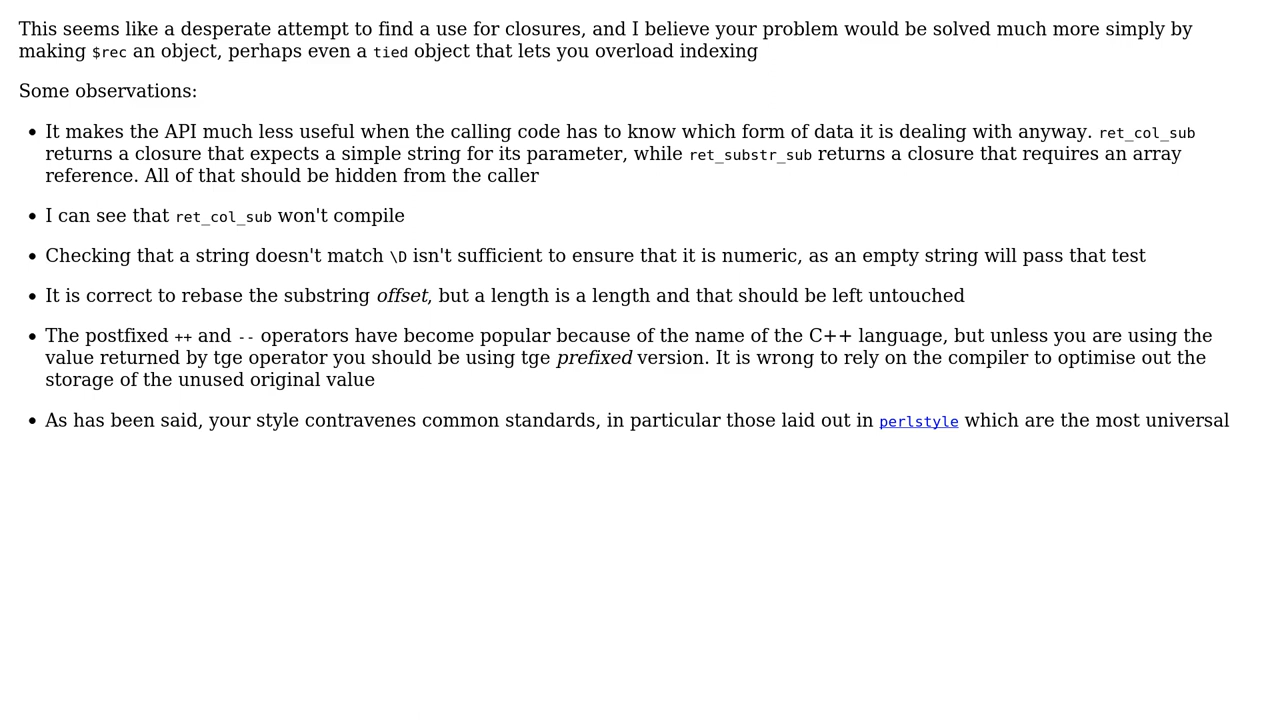 This seems like a desperate attempt to find a use for closures, and I believe your problem would be solved much more simply by
making $rec an object, perhaps even a tied object that lets you overload indexing
Some observations:
• It makes the API much less useful when the calling code has to know which form of data it is dealing with anyway. ret_col_sub
returns a closure that expects a simple string for its parameter, while ret_substr_sub returns a closure that requires an array
reference. All of that should be hidden from the caller
• I can see that ret_col_sub won't compile
• Checking that a string doesn't match \D isn't sufficient to ensure that it is numeric, as an empty string will pass that test
• It is correct to rebase the substring offset, but a length is a length and that should be left untouched
• The postfixed ++ and -- operators have become popular because of the name of the C++ language, but unless you are using the
value returned by tge operator you should be using tge prefixed version. It is wrong to rely on the compiler to optimise out the
storage of the unused original value
• As has been said, your style contravenes common standards, in particular those laid out in perlstyle which are the most universal